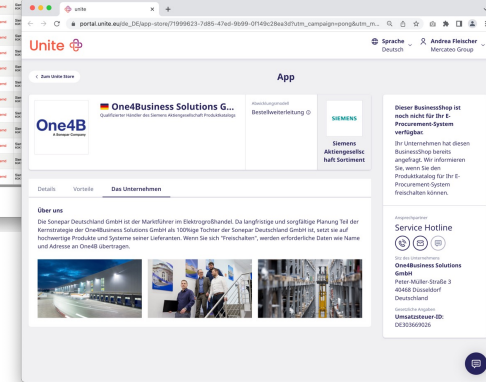 unite
portal.unite.eu/de_DE/app-store/71999623-7d85-47ed-9b99-0f149c28ea3d?utm_campaign=pong&utm_m...
Unite
Sprache
Deutsch
Andrea Fleischer
Mercateo Group
Zum Unite Store
App
One4B
A Sonepar Company
One4Business Solutions G...
Qualifizierter Händler des Siemens Aktiengesellschaft Produktkatalogs
Abwicklungsmodell
Bestellweiterleitung
SIEMENS
Siemens
Aktiengesellsc
haft Sortiment
Details
Vorteile
Das Unternehmen
Über uns
Die Sonepar Deutschland GmbH ist der Marktführer im Elektrogroßhandel. Da langfristige und sorgfältige Planung Teil der
Kernstrategie der One4Business Solutions GmbH als 100%ige Tochter der Sonepar Deutschland GmbH ist, setzt sie auf
hochwertige Produkte und Systeme seiner Lieferanten. Wenn Sie sich "Freischalten", werden erforderliche Daten wie Name
und Adresse an One4B übertragen.
Dieser BusinessShop ist
noch nicht für Ihr E-
Procurement-System
verfügbar.
Ihr Unternehmen hat diesen
BusinessShop bereits
angefragt. Wir informieren
Sie, wenn Sie den
Produktkatalog für Ihr E-
Procurement-System
freischalten können.
Ansprechpartner
Service Hotline
Sitz des Unternehmens
One4Business Solutions
GmbH
Peter-Müller-Straße 3
40468 Düsseldorf
Deutschland
Gesetzliche Angaben
Umsatzsteuer-ID:
DE303669026